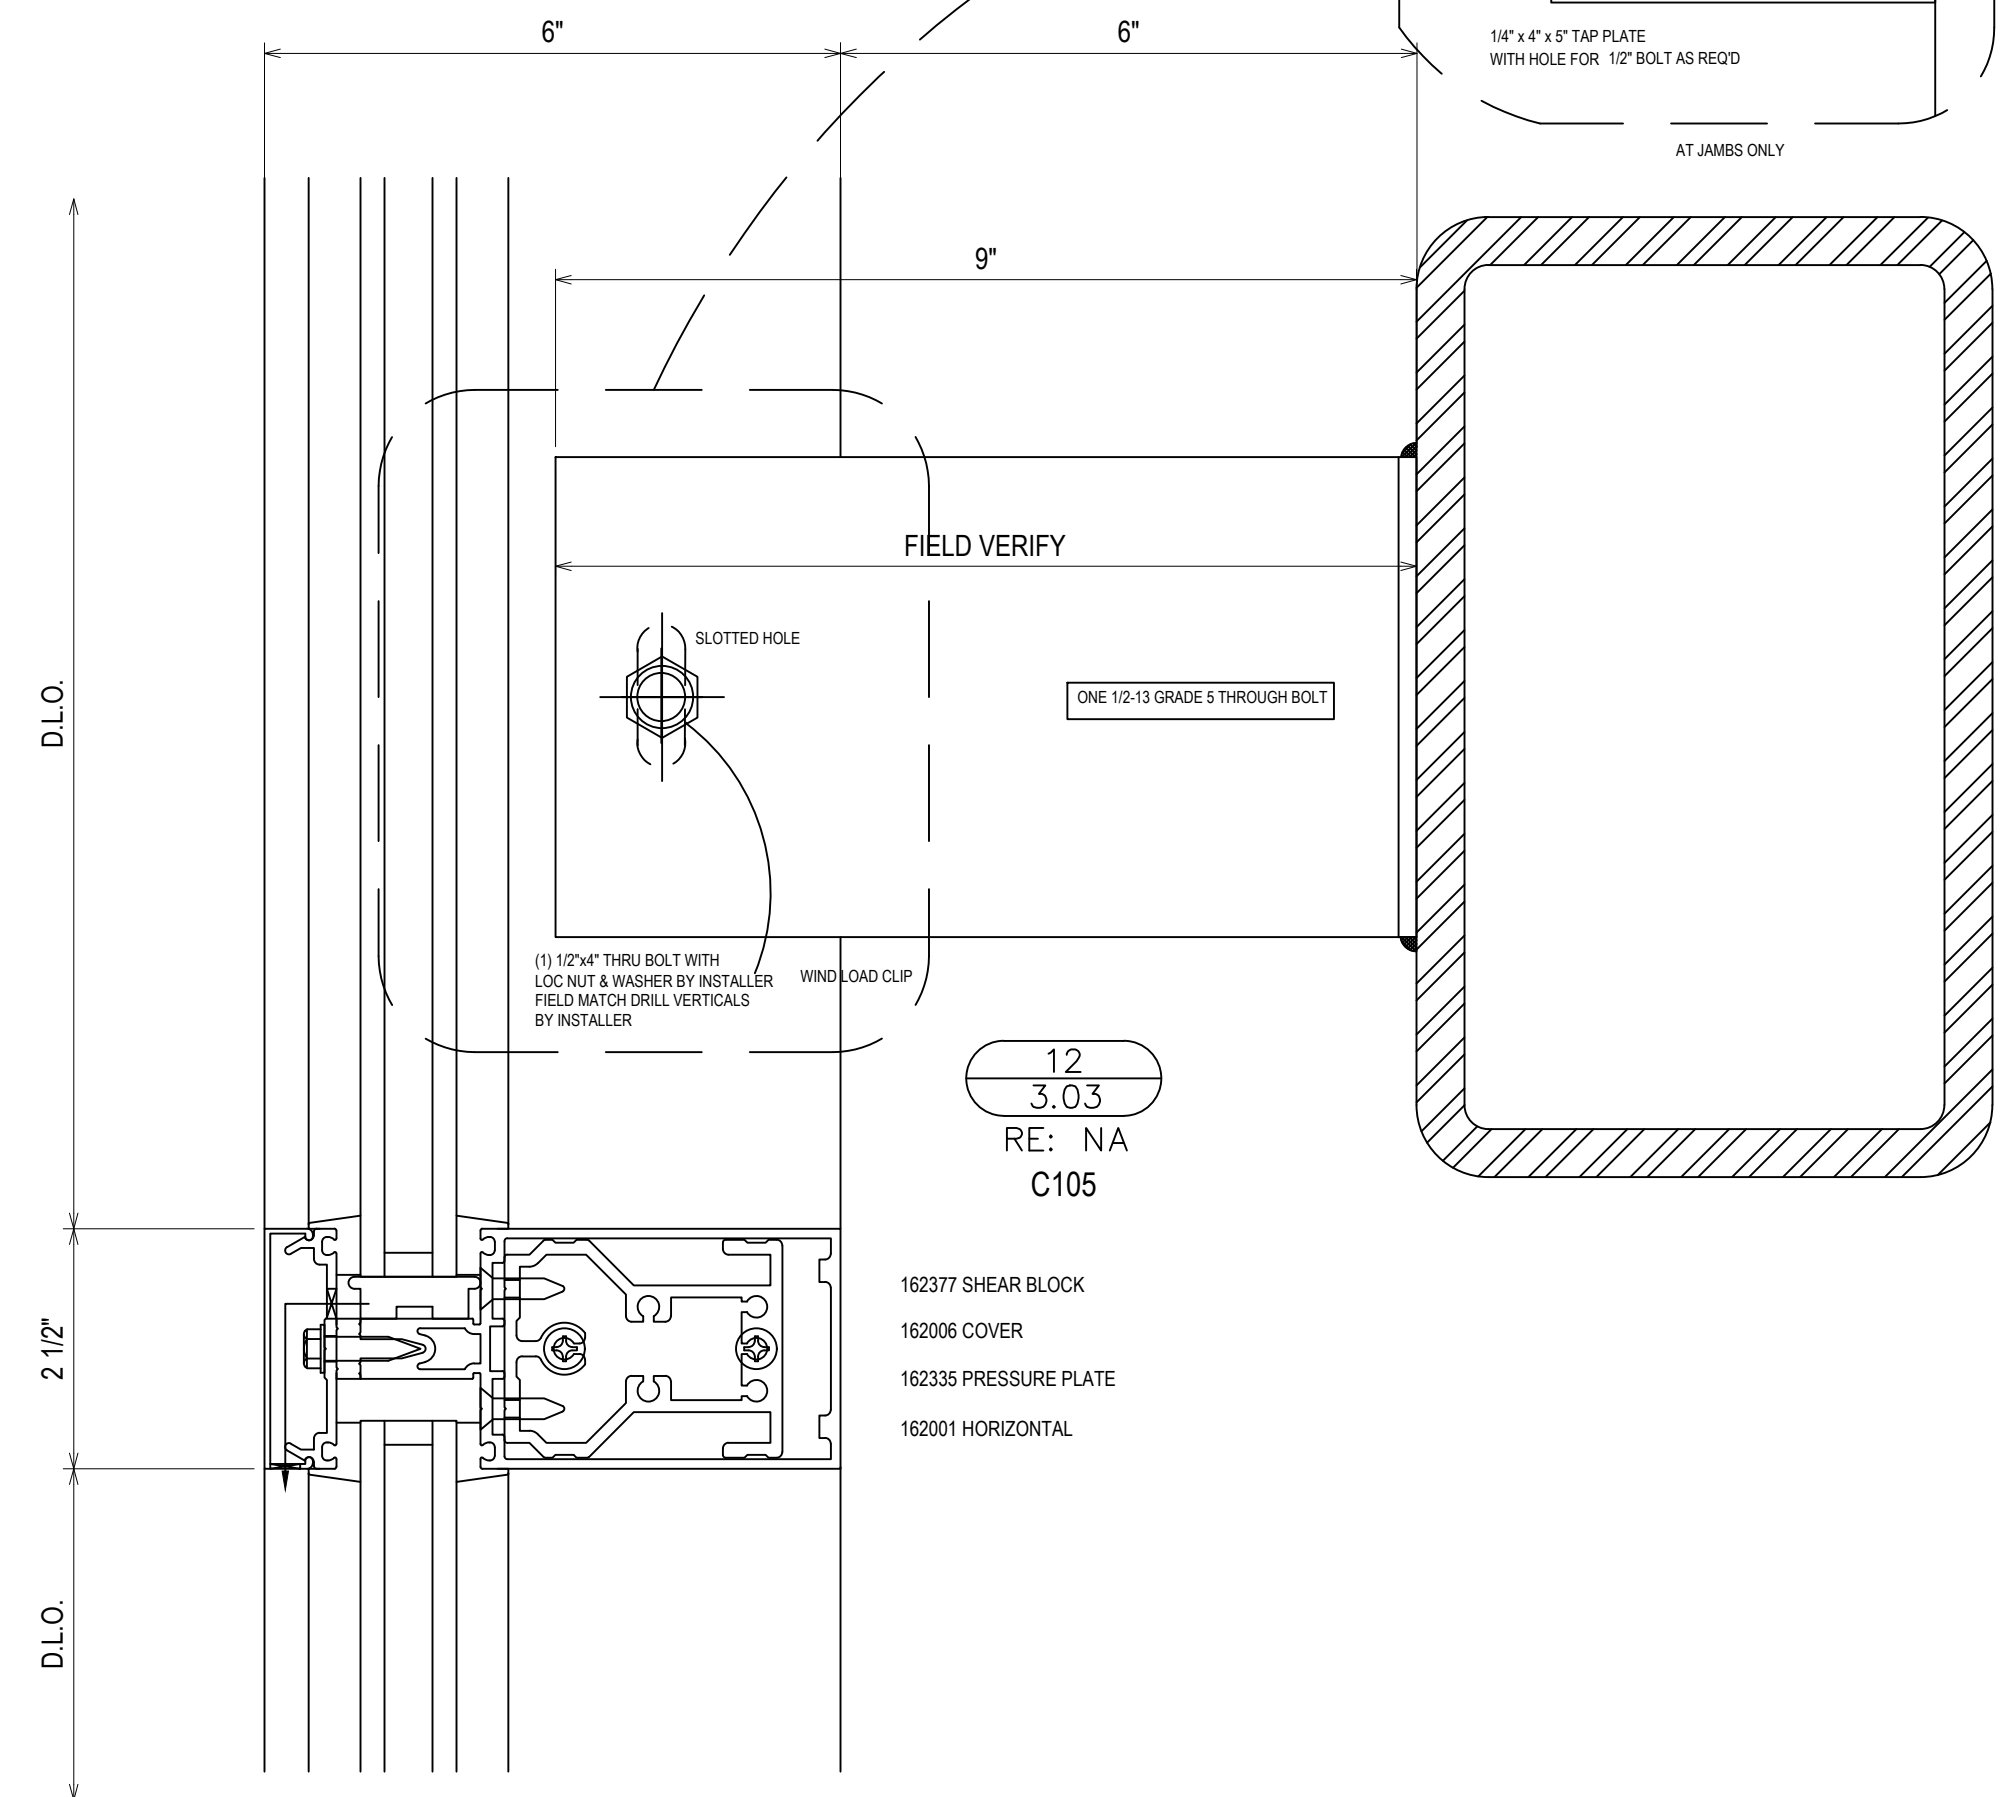 6"
6"
1/4" x 4" x 5" TAP PLATE
WITH HOLE FOR 1/2" BOLT AS REQ'D
AT JAMBS ONLY
9"
FIELD VERIFY
SLOTTED HOLE
D.L.O.
ONE 1/2-13 GRADE 5 THROUGH BOLT
(1) 1/2"x4" THRU BOLT WITH
LOC NUT & WASHER BY INSTALLER
FIELD MATCH DRILL VERTICALS
BY INSTALLER
WIND LOAD CLIP
12
3.03
RE: NA
C105
2 1/2"
162377 SHEAR BLOCK
162006 COVER
162335 PRESSURE PLATE
162001 HORIZONTAL
D.L.O.